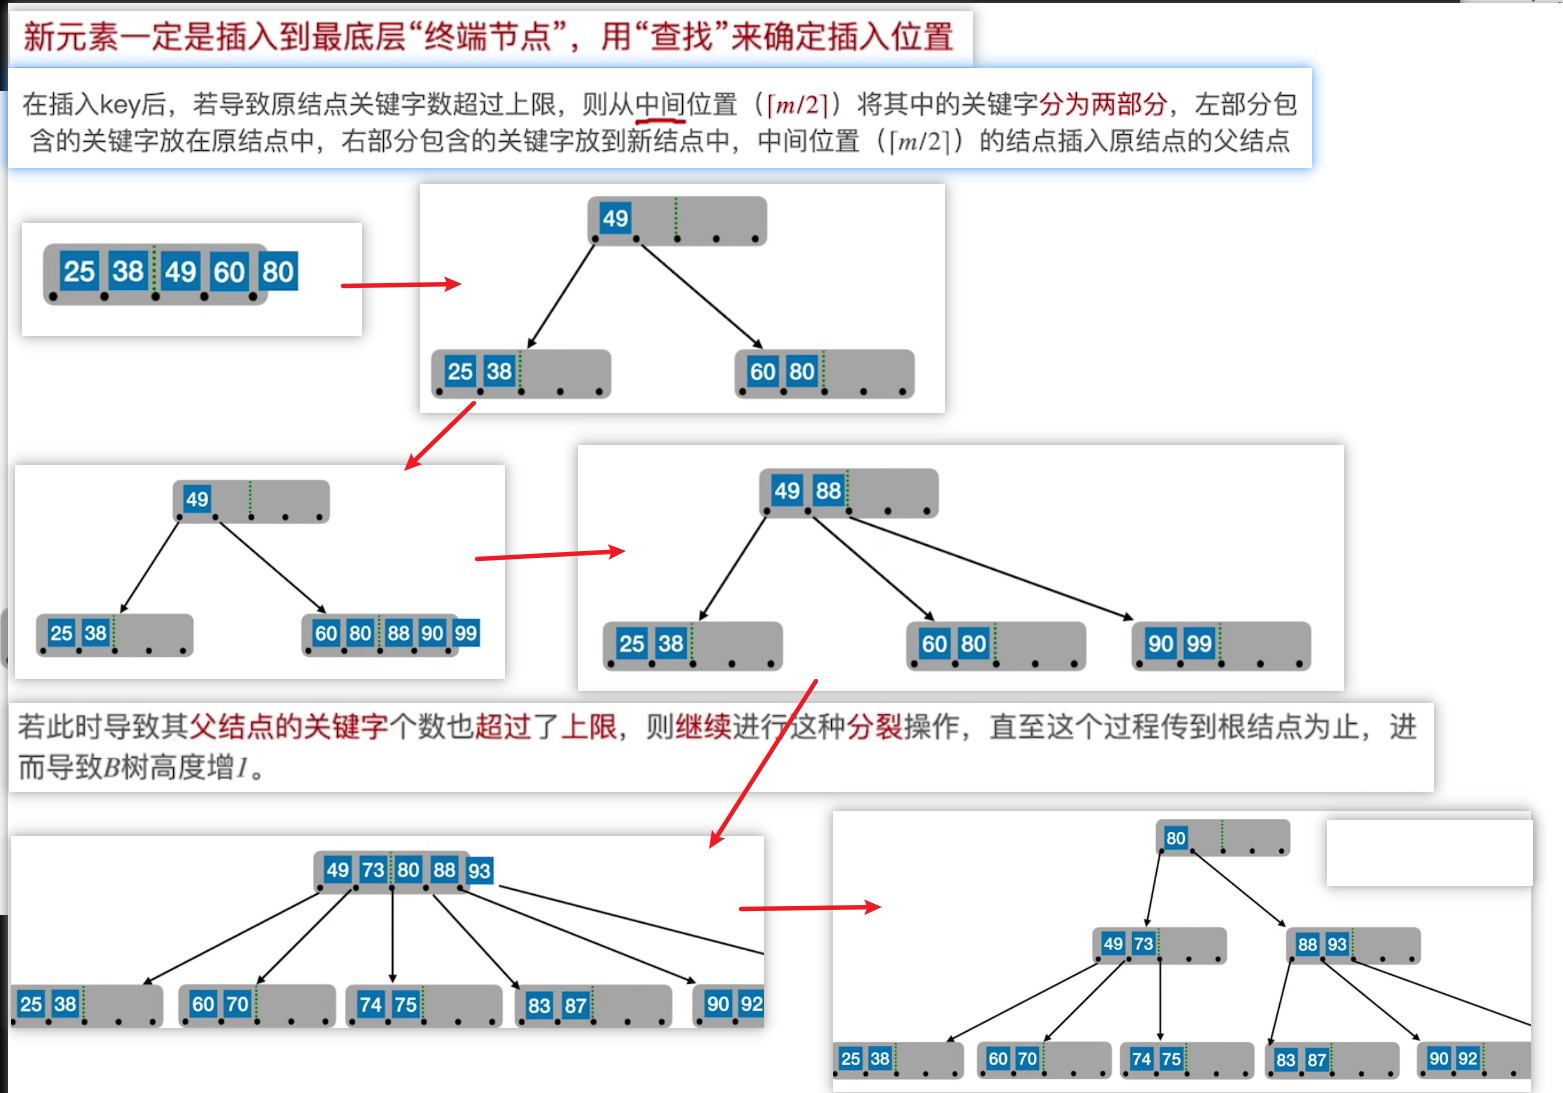 新元素一定是插入到最底层“终端节点”，用“查找”来确定插入位置
在插入key后，若导致原结点关键字数超过上限，则从中间位置（⌈m/2⌉）将其中的关键字分为两部分，左部分包
含的关键字放在原结点中，右部分包含的关键字放到新结点中，中间位置（⌈m/2⌉）的结点插入原结点的父结点
49
25 38 49 60 80
25 38
60 80
49
49 88
25 38
60 80 88 90 99
25 38
60 80
90 99
若此时导致其父结点的关键字个数也超过了上限，则继续进行这种分裂操作，直至这个过程传到根结点为止，进
而导致B树高度增1。
49 73 80 88 93
25 38
60 70
74 75
83 87
90 92
80
49 73
88 93
25 38
60 70
74 75
83 87
90 92